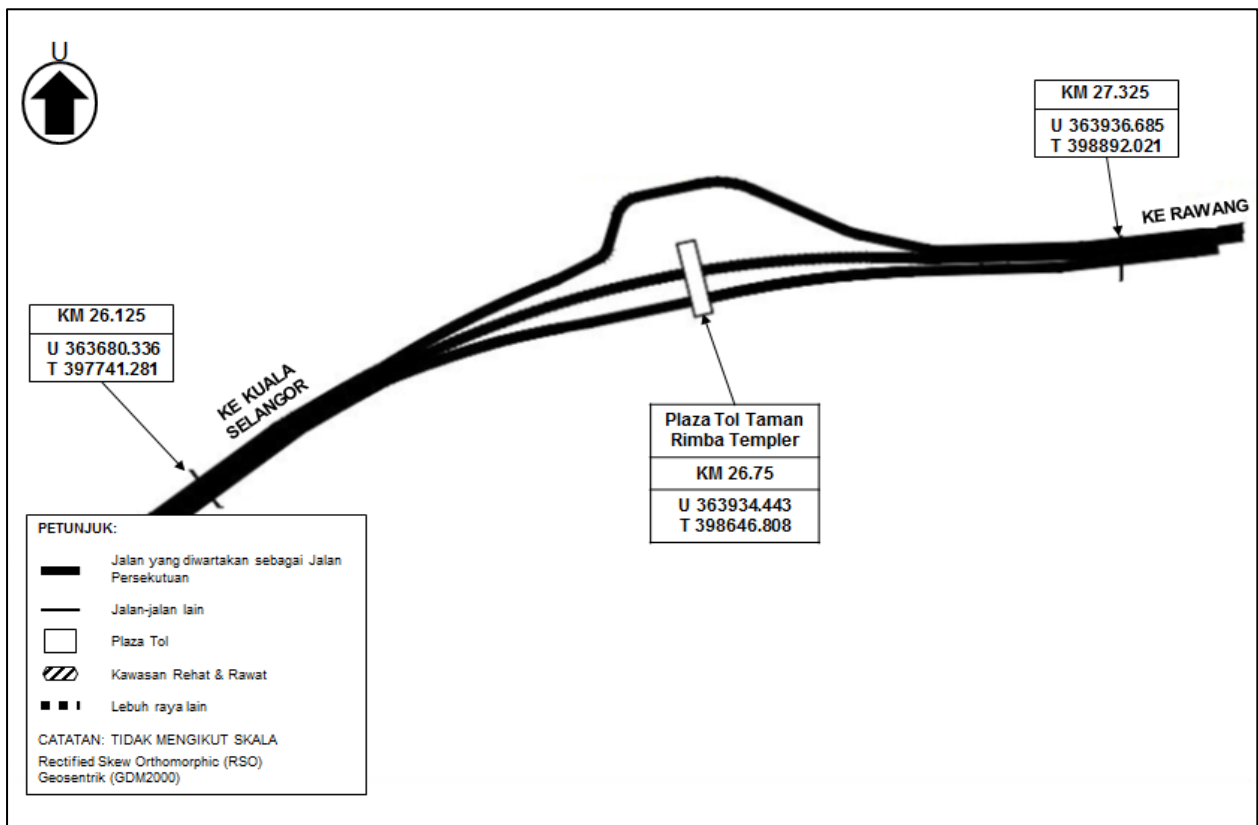 U
KM 27.325
U 363936.685
T 398892.021
KE RAWANG
KM 26.125
U 363680.336
T 397741.281
KE KUALA
SELANGOR
Plaza Tol Taman
Rimba Templer
KM 26.75
U 363934.443
T 398646.808
PETUNJUK:
Jalan yang diwartakan sebagai Jalan
Persekutuan
Jalan-jalan lain
Plaza Tol
Kawasan Rehat & Rawat
Lebuh raya lain
CATATAN: TIDAK MENGIKUT SKALA
Rectified Skew Orthomorphic (RSO)
Geosentrik (GDM2000)